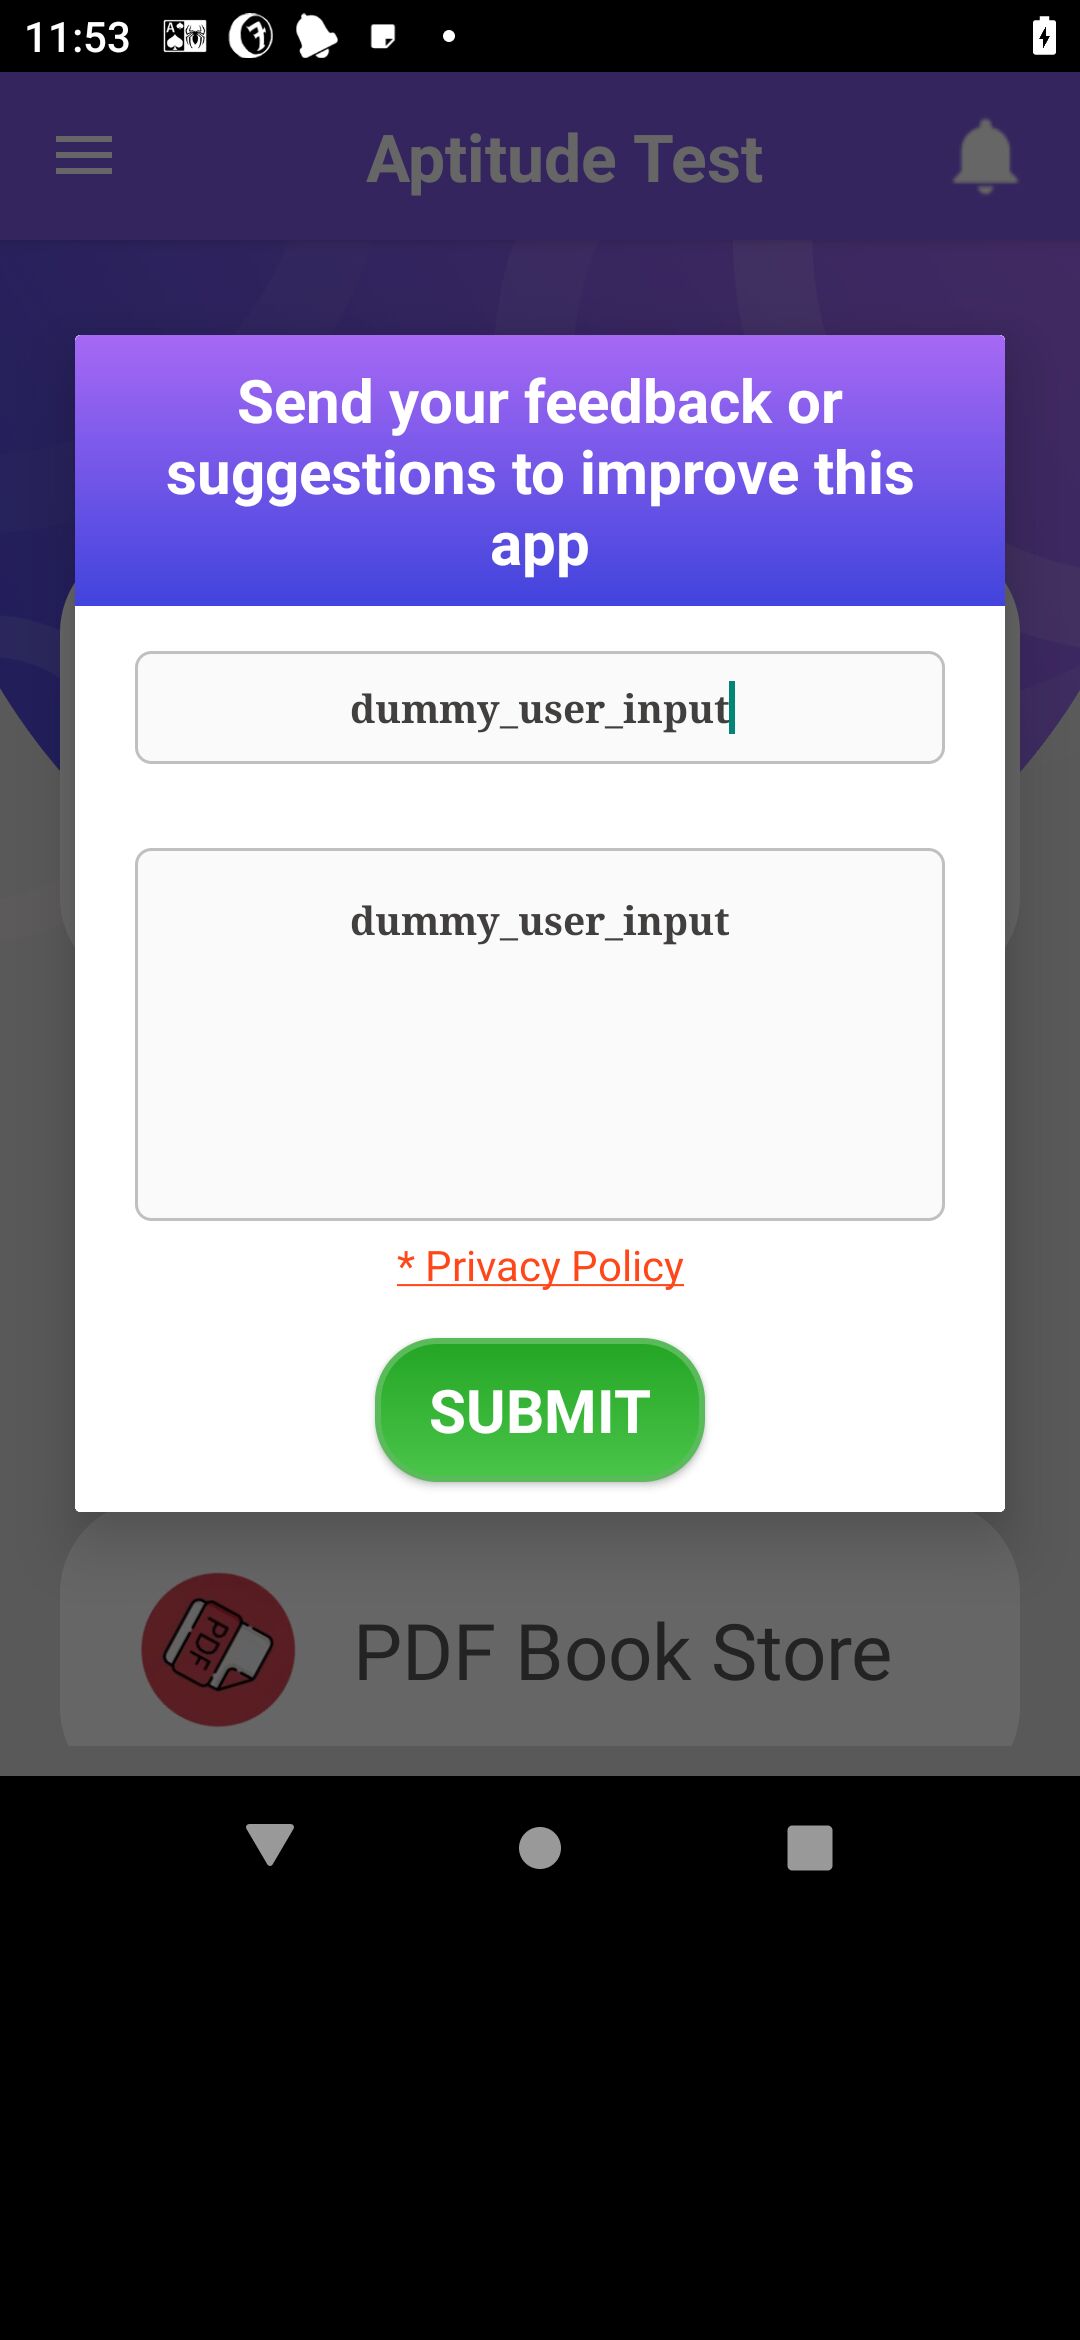 11:53
Aptitude Test
Send your feedback or
suggestions to improve this
app
dummy_user_input
dummy_user_input
* Privacy Policy
SUBMIT
PDF
PDF Book Store